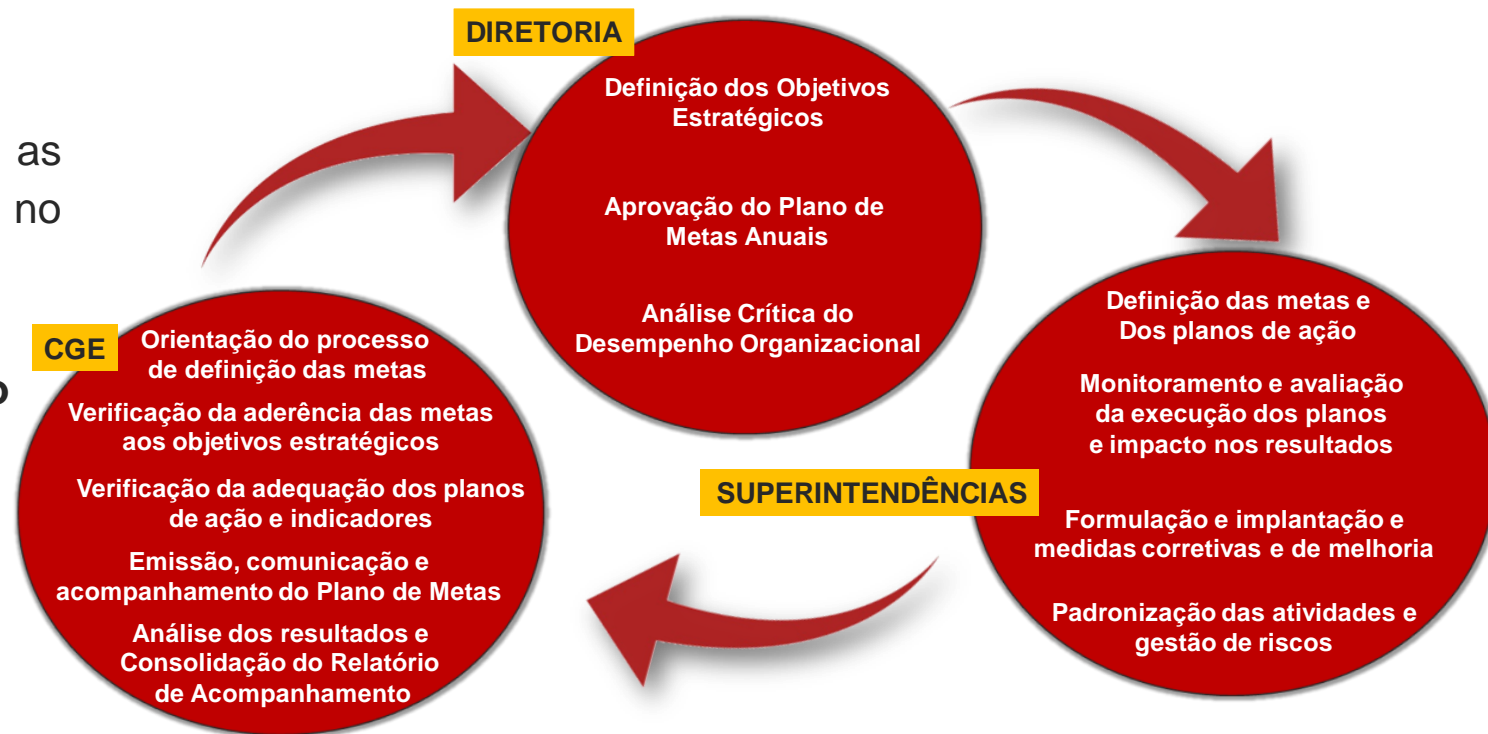 as
no
o
DIRETORIA
Definição dos Objetivos
Estratégicos
Aprovação do Plano de
Metas Anuais
Análise Crítica do
Desempenho Organizacional
Definição das metas e
Dos planos de ação
Monitoramento e avaliação
da execução dos planos
e impacto nos resultados
SUPERINTENDÊNCIAS
Formulação e implantação e
medidas corretivas e de melhoria
Padronização das atividades e
gestão de riscos
CGE
Orientação do processo
de definição das metas
Verificação da aderência das metas
aos objetivos estratégicos
Verificação da adequação dos planos
de ação e indicadores
Emissão, comunicação e
acompanhamento do Plano de Metas
Análise dos resultados e
Consolidação do Relatório
de Acompanhamento